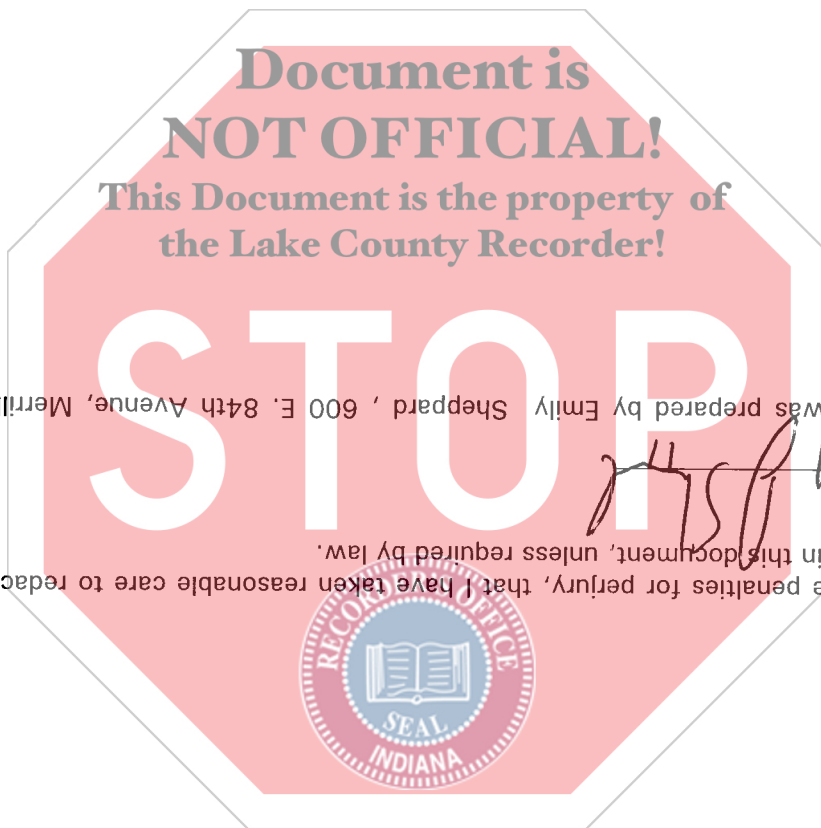 Document is
NOT OFFICIAL!
This Document is the property of
the Lake County Recorder!
STOP
penalties for perjury, that I have taken reasonable care to redac
in this document, unless required by law.
was prepared by Emily Sheppard , 600 E. 84th Avenue, Merril
RECORDER'S OFFICE
SEAL
INDIANA